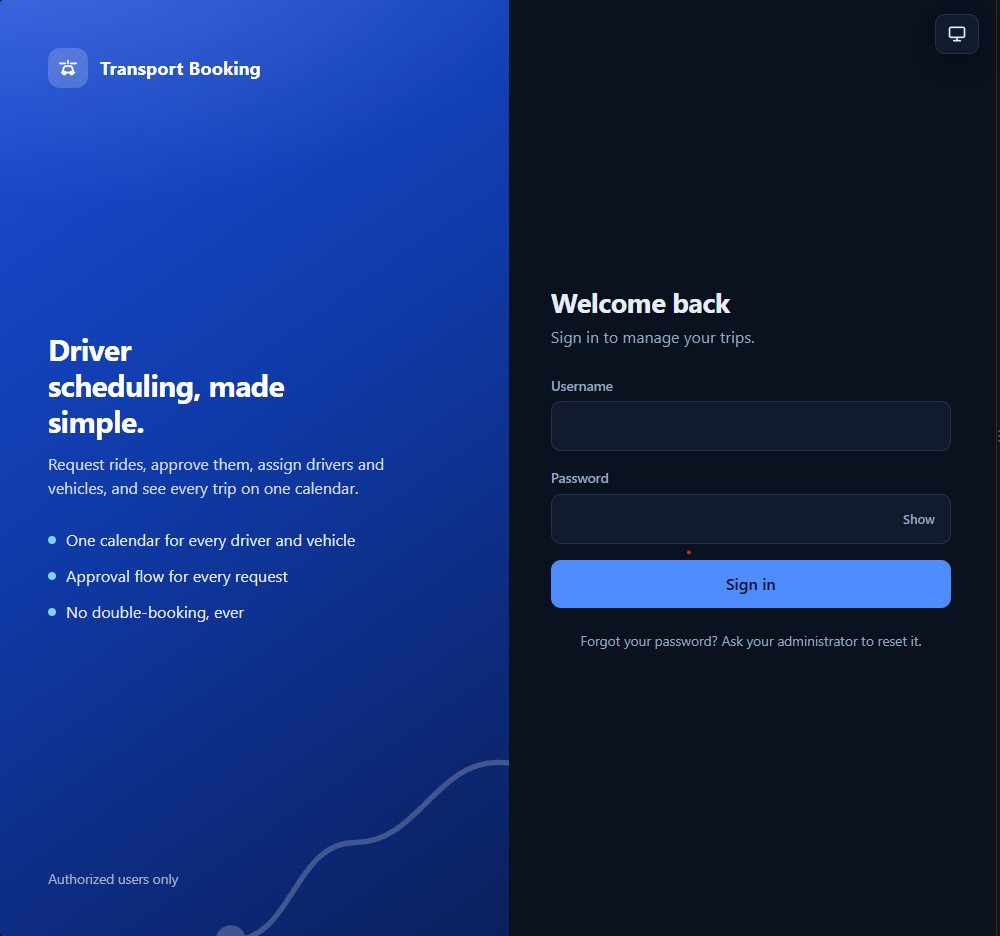 Transport Booking
Driver
scheduling, made
simple.
Request rides, approve them, assign drivers and
vehicles, and see every trip on one calendar.
One calendar for every driver and vehicle
Approval flow for every request
No double-booking, ever
Authorized users only
Welcome back
Sign in to manage your trips.
Username
Password
Show
Sign in
Forgot your password? Ask your administrator to reset it.